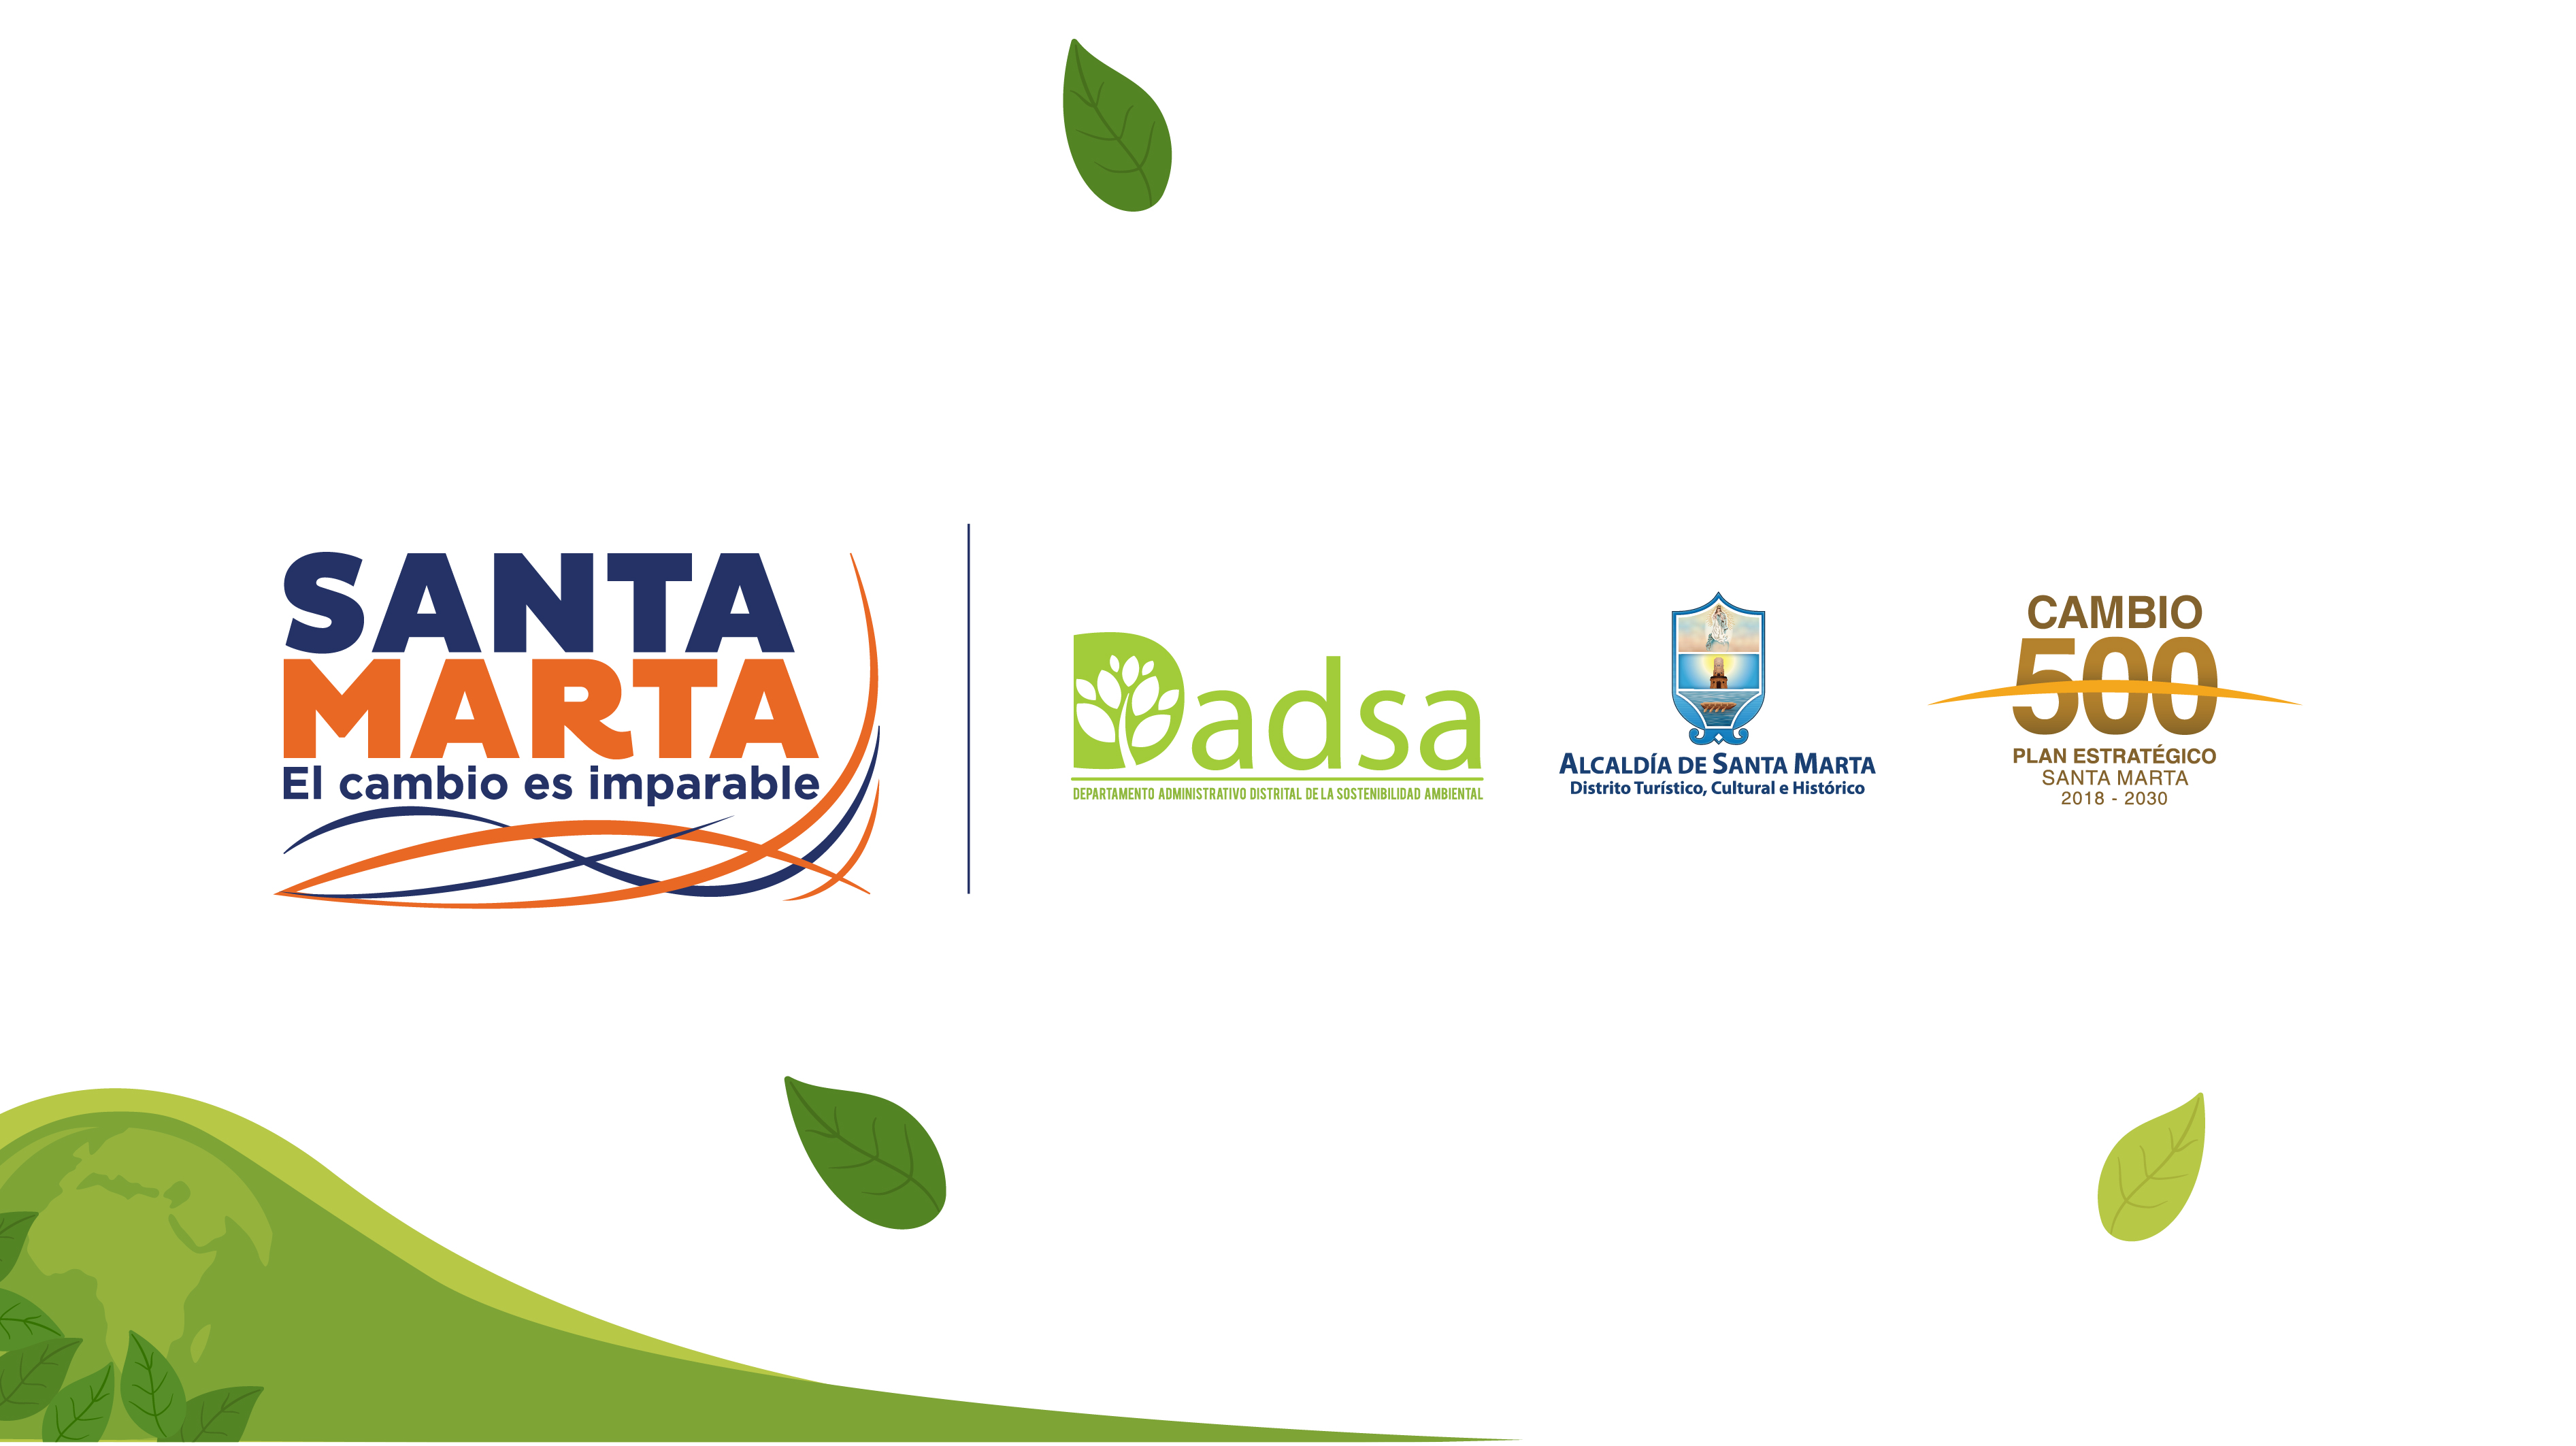 SANTA
MARTA
El cambio es imparable
Dadsa
DEPARTAMENTO ADMINISTRATIVO DISTRITAL DE LA SOSTENIBILIDAD AMBIENTAL
ALCALDÍA DE SANTA MARTA
Distrito Turístico, Cultural e Histórico
CAMBIO
500
PLAN ESTRATÉGICO
SANTA MARTA
2018 - 2030